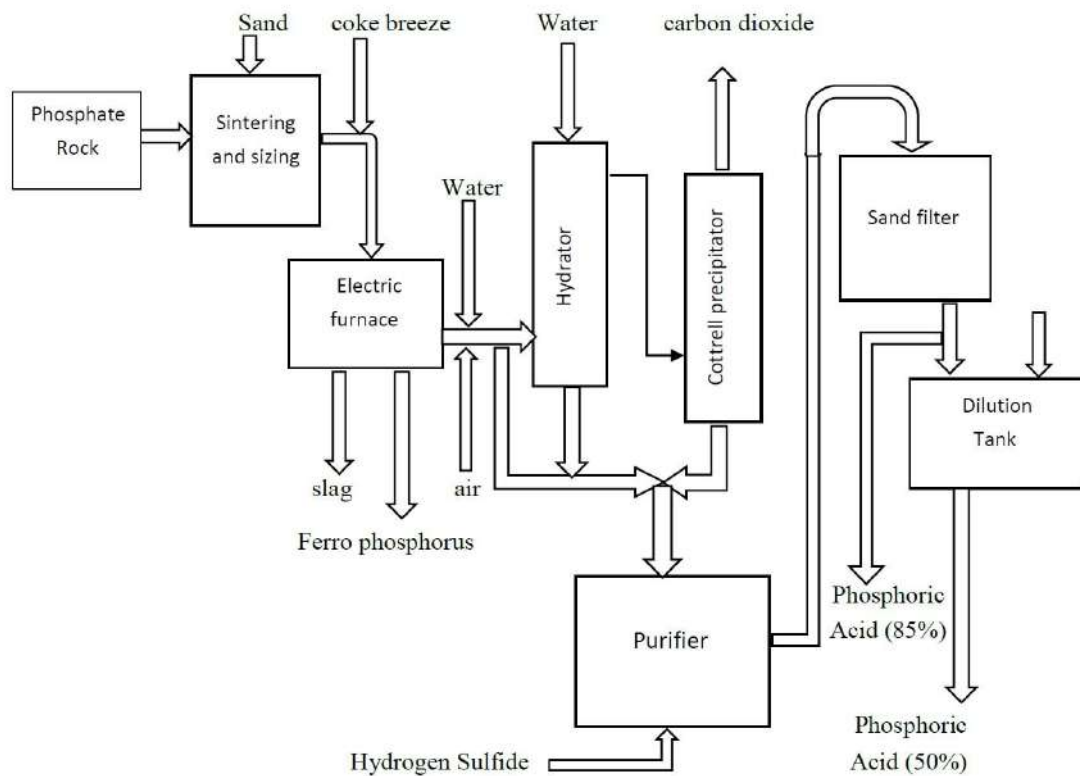 Sand
coke breeze
Water
carbon dioxide
Phosphate
Rock
Sintering
and sizing
Water
Hydrator
Cottrell precipitator
Sand filter
Electric
furnace
Dilution
Tank
slag
air
Ferro phosphorus
Phosphoric
Acid (85%)
Purifier
Phosphoric
Acid (50%)
Hydrogen Sulfide